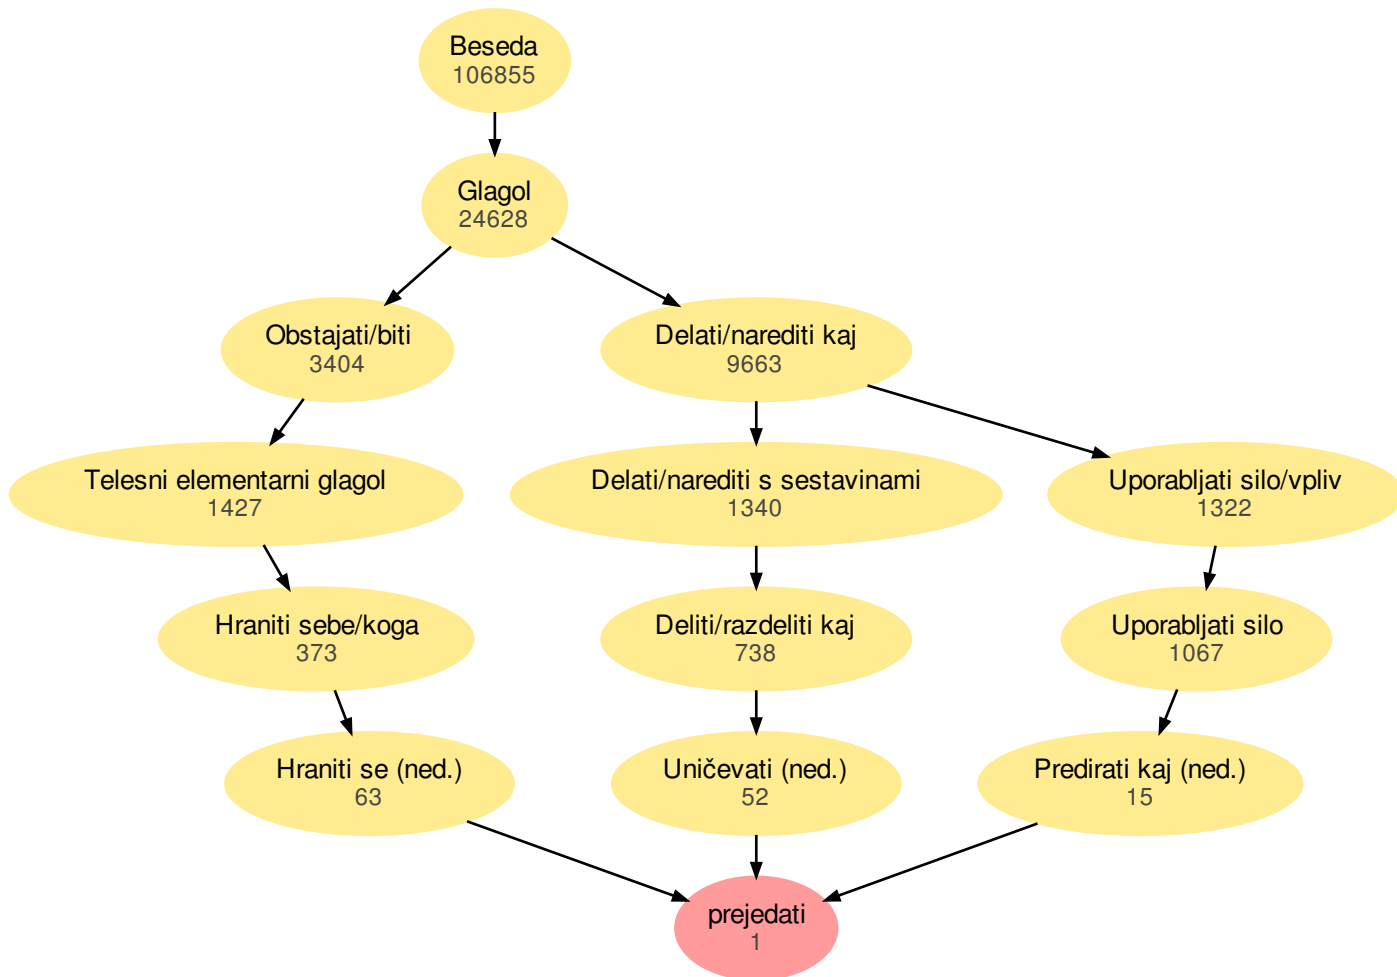 Beseda
106855
Glagol
24628
Obstajati/biti
3404
Delati/narediti kaj
9663
Telesni elementarni glagol
1427
Delati/narediti s sestavinami
1340
Uporabljati silo/vpliv
1322
Hraniti sebe/koga
373
Deliti/razdeliti kaj
738
Uporabljati silo
1067
Hraniti se (ned.)
63
Uničevati (ned.)
52
Predirati kaj (ned.)
15
prejedati
1